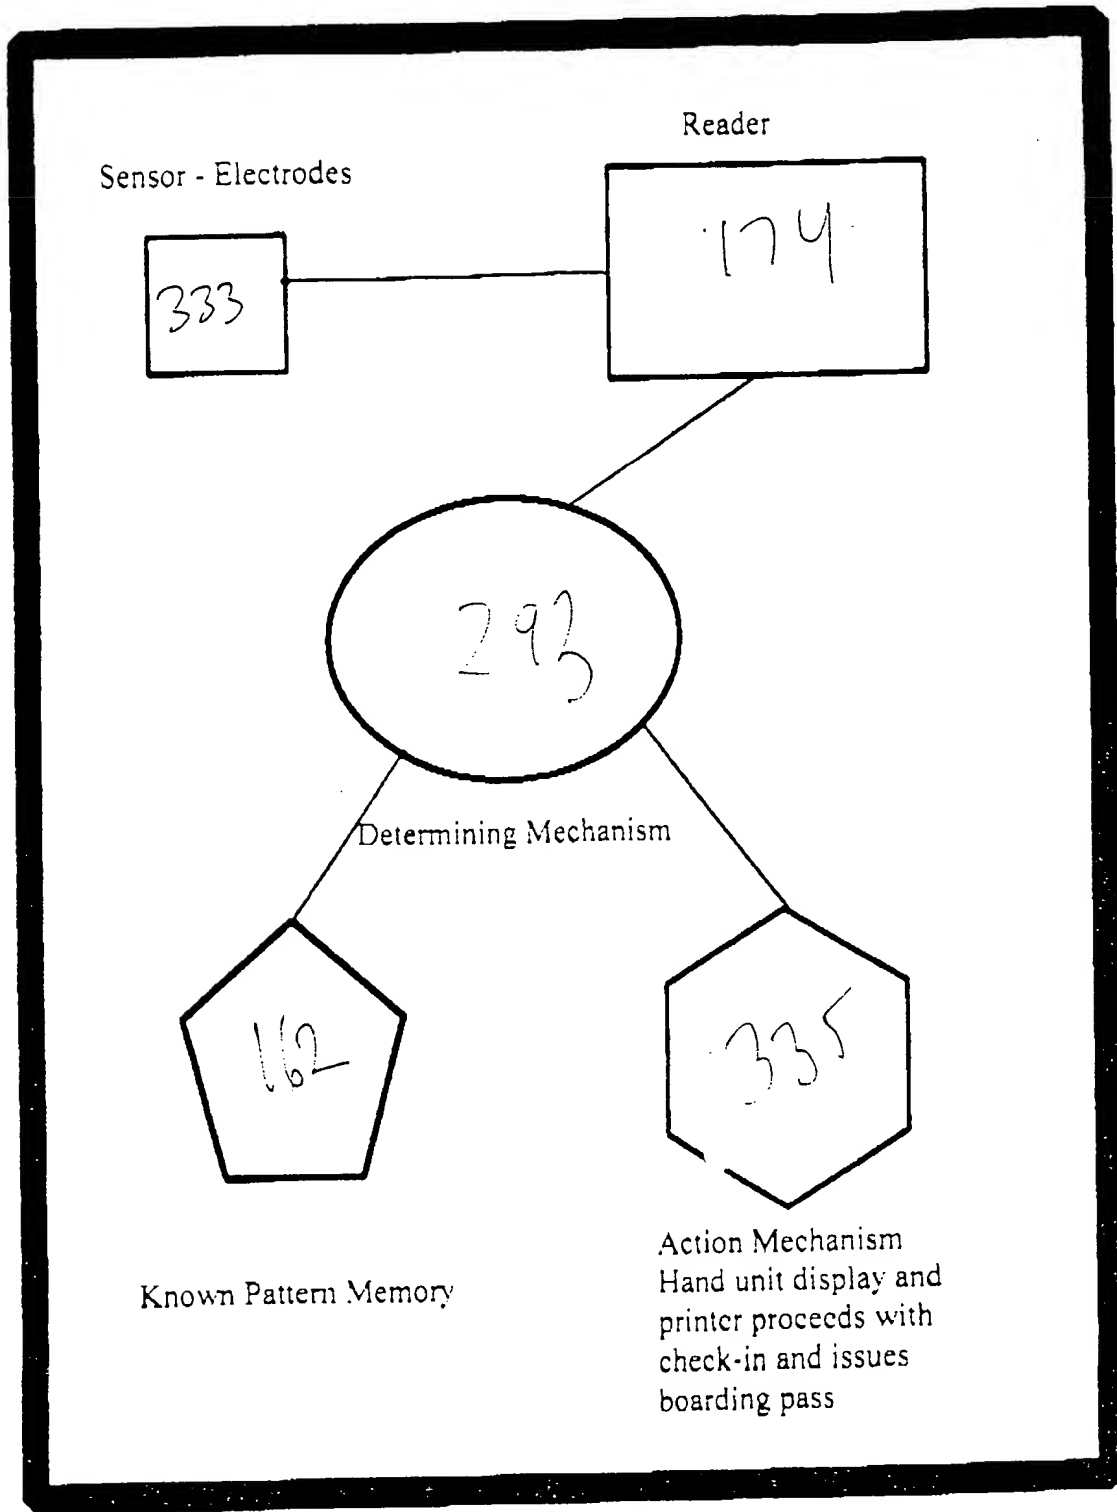 Reader
Sensor - Electrodes
174
333
293
Determining Mechanism
162
335
Action Mechanism
Hand unit display and
printer proceeds with
check-in and issues
boarding pass
Known Pattern Memory